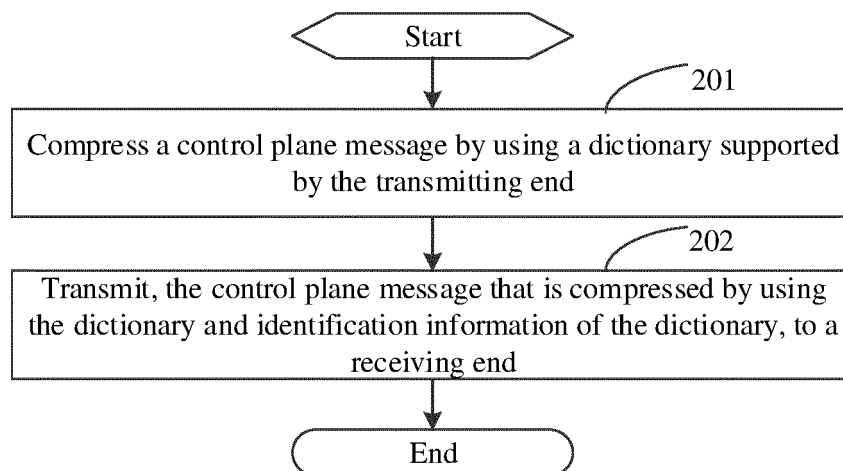 Start
201
Compress a control plane message by using a dictionary supported
by the transmitting end
202
Transmit, the control plane message that is compressed by using
the dictionary and identification information of the dictionary, to a
receiving end
End